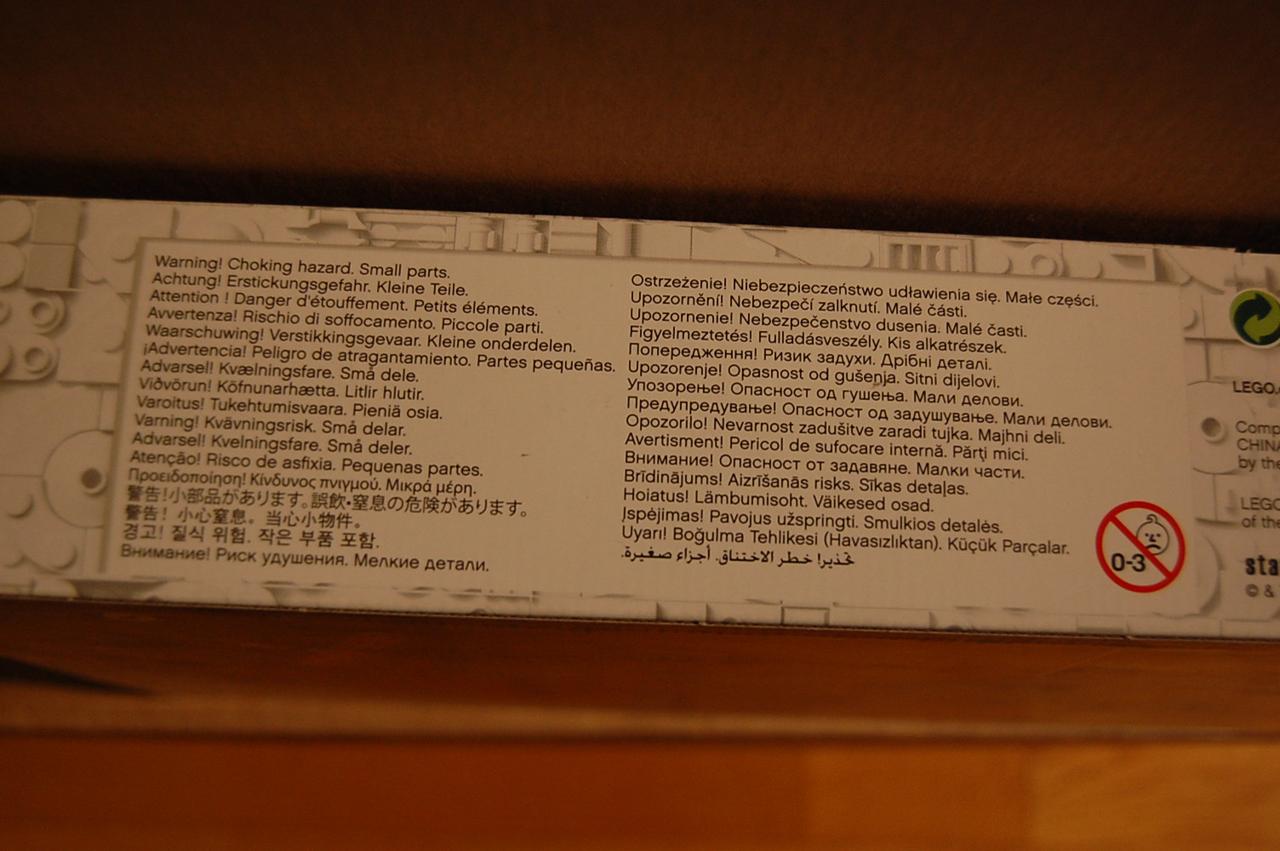 Warning! Choking hazard. Small parts.
Achtung! Erstickungsgefahr. Kleine Teile.
Attention ! Danger d'étouffement. Petits éléments.
Avvertenza! Rischio di soffocamento. Piccole parti.
Waarschuwing! Verstikkingsgevaar. Kleine onderdelen.
¡Advertencia! Peligro de atragantamiento. Partes pequeñas.
Advarsel! Kvælningsfare. Små dele.
Viðvörun! Köfnunarhætta. Litlir hlutir.
Varoitus! Tukehtumisvaara. Pieniä osia.
Varning! Kvävningsrisk. Små delar.
Advarsel! Kvelningsfare. Små deler.
Atenção! Risco de asfixia. Pequenas partes.
Προειδοποίηση! Κίνδυνος πνιγμού. Μικρά μέρη.
警告!小部品があります。誤飲・窒息の危険があります。
警告! 小心窒息。当心小物件。
경고! 질식 위험. 작은 부품 포함.
Внимание! Риск удушения. Мелкие детали.
Ostrzeżenie! Niebezpieczeństwo udławienia się. Małe części.
Upozornění! Nebezpečí zalknutí. Malé části.
Upozornenie! Nebezpečenstvo dusenia. Malé časti.
Figyelmeztetés! Fulladásveszély. Kis alkatrészek.
Попередження! Ризик задухи. Дрібні деталі.
Upozorenje! Opasnost od gušenja. Sitni dijelovi.
Упозорење! Опасност од гушења. Мали делови.
Предупредување! Опасност од задушување. Мали делови.
Opozorilo! Nevarnost zadušitve zaradi tujka. Majhni deli.
Avertisment! Pericol de sufocare internă. Părţi mici.
Внимание! Опасност от задавяне. Малки части.
Brīdinājums! Aizrīšanās risks. Sīkas detaļas.
Hoiatus! Lämbumisoht. Väikesed osad.
Įspėjimas! Pavojus užspringti. Smulkios detalės.
Uyarı! Boğulma Tehlikesi (Havasızlıktan). Küçük Parçalar.
تحذير! خطر الاختناق. أجزاء صغيرة.
0-3
LEGO.
Comp
CHINA
by the
LEGO
of the
sta
© &